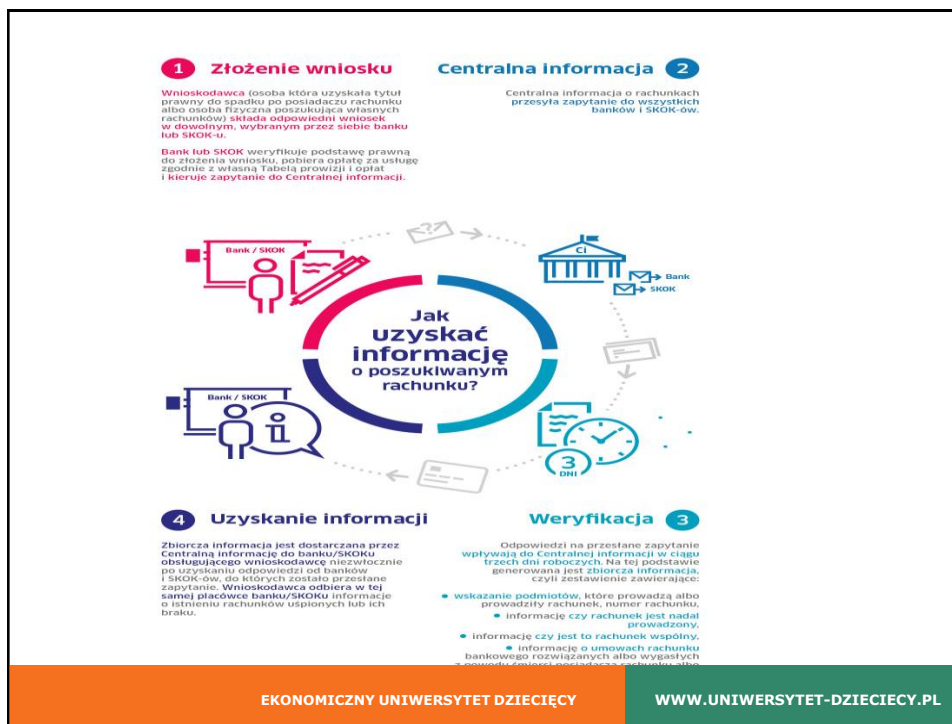 1 Złożenie wniosku
Wnioskodawca (osoba która uzyskała tytuł
prawny do spadku po posiadaczu rachunku
albo osoba fizyczna poszukująca własnych
rachunków) składa odpowiedni wniosek
w dowolnym, wybranym przez siebie banku
lub SKOK-u.
Bank lub SKOK weryfikuje podstawę prawną
do złożenia wniosku, pobiera opłatę za usługę
zgodnie z własną Tabelą prowizji i opłat
i kieruje zapytanie do Centralnej informacji.
Centralna informacja 2
Centralna informacja o rachunkach
przesyła zapytanie do wszystkich
banków i SKOK-ów.
Bank / SKOK
CI
Bank
SKOK
Jak
uzyskać
informację
o poszukiwanym
rachunku?
Bank / SKOK
3
DNI
4 Uzyskanie informacji
Zbiorcza informacja jest dostarczana przez
Centralną informację do banku/SKOKu
obsługującego wnioskodawcę niezwłocznie
po uzyskaniu odpowiedzi od banków
i SKOK-ów, do których zostało przesłane
zapytanie. Wnioskodawca odbiera w tej
samej placówce banku/SKOKu informacje
o istnieniu rachunków uśpionych lub ich
braku.
Weryfikacja 3
Odpowiedzi na przesłane zapytanie
wpływają do Centralnej informacji w ciągu
trzech dni roboczych. Na tej podstawie
generowana jest zbiorcza informacja,
czyli zestawienie zawierające:
• wskazanie podmiotów, które prowadzą albo
prowadziły rachunek, numer rachunku,
• informację czy rachunek jest nadal
prowadzony,
• informację czy jest to rachunek wspólny,
• informację o umowach rachunku
bankowego rozwiązanych albo wygasłych
z powodu śmierci posiadacza rachunku albo
EKONOMICZNY UNIWERSYTET DZIECIĘCY
WWW.UNIWERSYTET-DZIECIECY.PL